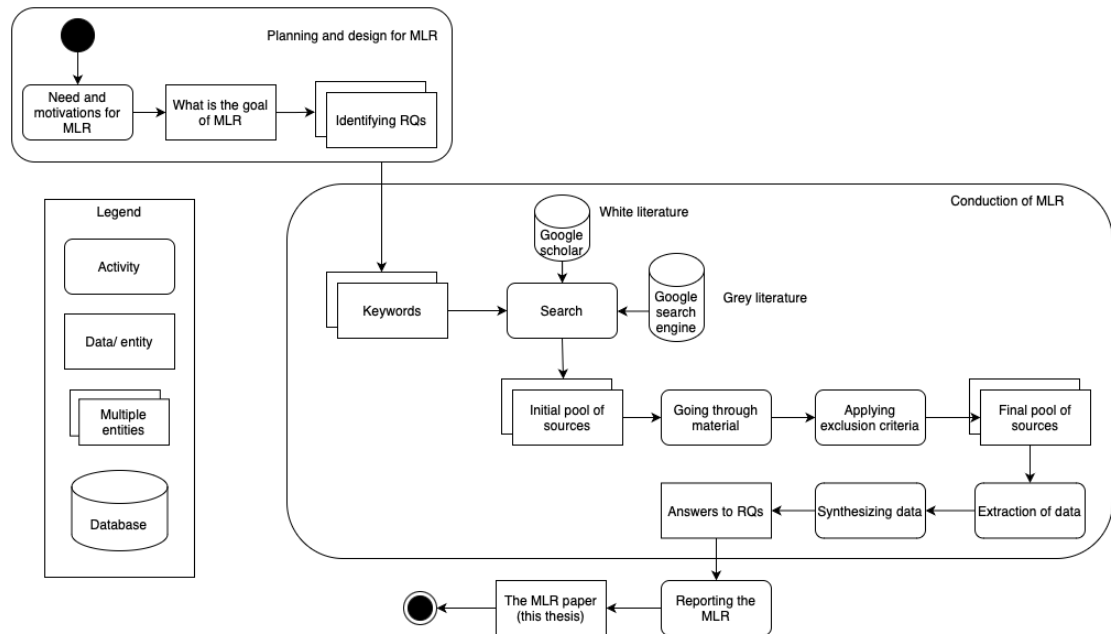 Planning and design for MLR
Need and
motivations for
MLR
What is the goal
of MLR
Identifying RQs
Legend
Activity
Data/ entity
Multiple
entities
Database
Conduction of MLR
White literature
Google
scholar
Grey literature
Google
search
engine
Keywords
Search
Initial pool of
sources
Going through
material
Applying
exclusion criteria
Final pool of
sources
Answers to RQs
Synthesizing data
Extraction of data
The MLR paper
(this thesis)
Reporting the
MLR